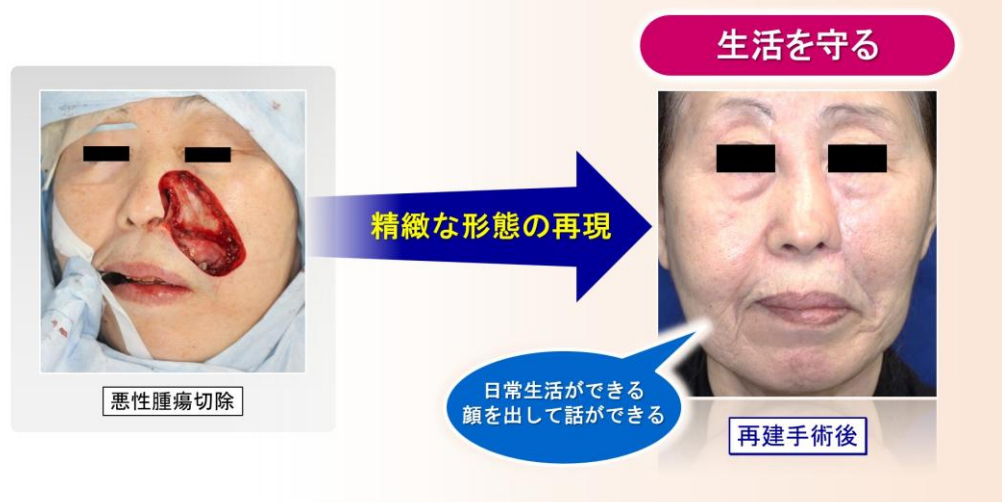 生活を守る
精緻な形態の再現
悪性腫瘍切除
日常生活ができる
顔を出して話ができる
再建手術後